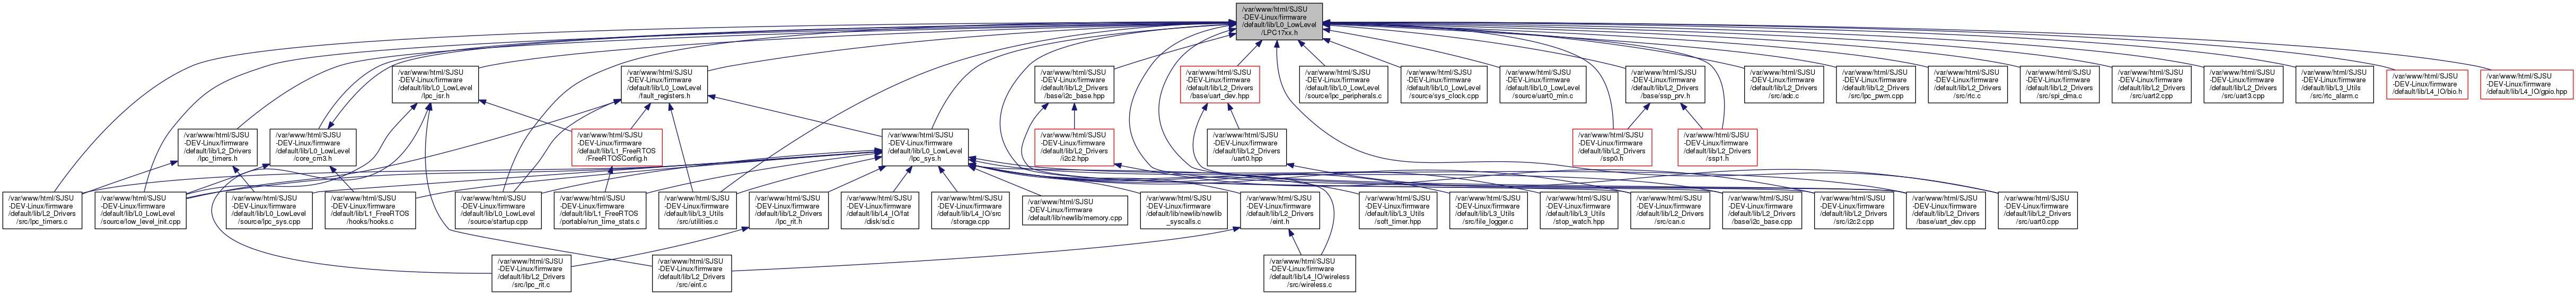 /var/www/html/SJSU
-DEV-Linux/firmware
/default/lib/L0_LowLevel
/LPC17xx.h
/var/www/html/SJSU
-DEV-Linux/firmware
/default/lib/L0_LowLevel
/lpc_isr.h
/var/www/html/SJSU
-DEV-Linux/firmware
/default/lib/L0_LowLevel
/fault_registers.h
/var/www/html/SJSU
-DEV-Linux/firmware
/default/lib/L2_Drivers
/base/i2c_base.hpp
/var/www/html/SJSU
-DEV-Linux/firmware
/default/lib/L2_Drivers
/base/uart_dev.hpp
/var/www/html/SJSU
-DEV-Linux/firmware
/default/lib/L0_LowLevel
/source/lpc_peripherals.c
/var/www/html/SJSU
-DEV-Linux/firmware
/default/lib/L0_LowLevel
/source/sys_clock.cpp
/var/www/html/SJSU
-DEV-Linux/firmware
/default/lib/L0_LowLevel
/source/uart0_min.c
/var/www/html/SJSU
-DEV-Linux/firmware
/default/lib/L2_Drivers
/base/ssp_prv.h
/var/www/html/SJSU
-DEV-Linux/firmware
/default/lib/L2_Drivers
/src/adc.c
/var/www/html/SJSU
-DEV-Linux/firmware
/default/lib/L2_Drivers
/src/lpc_pwm.cpp
/var/www/html/SJSU
-DEV-Linux/firmware
/default/lib/L2_Drivers
/src/rtc.c
/var/www/html/SJSU
-DEV-Linux/firmware
/default/lib/L2_Drivers
/src/spi_dma.c
/var/www/html/SJSU
-DEV-Linux/firmware
/default/lib/L2_Drivers
/src/uart2.cpp
/var/www/html/SJSU
-DEV-Linux/firmware
/default/lib/L2_Drivers
/src/uart3.cpp
/var/www/html/SJSU
-DEV-Linux/firmware
/default/lib/L3_Utils
/src/rtc_alarm.c
/var/www/html/SJSU
-DEV-Linux/firmware
/default/lib/L4_IO/bio.h
/var/www/html/SJSU
-DEV-Linux/firmware
/default/lib/L4_IO/gpio.hpp
/var/www/html/SJSU
-DEV-Linux/firmware
/default/lib/L2_Drivers
/lpc_timers.h
/var/www/html/SJSU
-DEV-Linux/firmware
/default/lib/L0_LowLevel
/core_cm3.h
/var/www/html/SJSU
-DEV-Linux/firmware
/default/lib/L1_FreeRTOS
/FreeRTOSConfig.h
/var/www/html/SJSU
-DEV-Linux/firmware
/default/lib/L0_LowLevel
/lpc_sys.h
/var/www/html/SJSU
-DEV-Linux/firmware
/default/lib/L2_Drivers
/i2c2.hpp
/var/www/html/SJSU
-DEV-Linux/firmware
/default/lib/L2_Drivers
/uart0.hpp
/var/www/html/SJSU
-DEV-Linux/firmware
/default/lib/L2_Drivers
/ssp0.h
/var/www/html/SJSU
-DEV-Linux/firmware
/default/lib/L2_Drivers
/ssp1.h
/var/www/html/SJSU
-DEV-Linux/firmware
/default/lib/L2_Drivers
/src/lpc_timers.c
/var/www/html/SJSU
-DEV-Linux/firmware
/default/lib/L0_LowLevel
/source/low_level_init.cpp
/var/www/html/SJSU
-DEV-Linux/firmware
/default/lib/L0_LowLevel
/source/lpc_sys.cpp
/var/www/html/SJSU
-DEV-Linux/firmware
/default/lib/L1_FreeRTOS
/hooks/hooks.c
/var/www/html/SJSU
-DEV-Linux/firmware
/default/lib/L0_LowLevel
/source/startup.cpp
/var/www/html/SJSU
-DEV-Linux/firmware
/default/lib/L1_FreeRTOS
/portable/run_time_stats.c
/var/www/html/SJSU
-DEV-Linux/firmware
/default/lib/L3_Utils
/src/utilities.c
/var/www/html/SJSU
-DEV-Linux/firmware
/default/lib/L2_Drivers
/lpc_rit.h
/var/www/html/SJSU
-DEV-Linux/firmware
/default/lib/L4_IO/fat
/disk/sd.c
/var/www/html/SJSU
-DEV-Linux/firmware
/default/lib/L4_IO/src
/storage.cpp
/var/www/html/SJSU
-DEV-Linux/firmware
/default/lib/newlib/memory.cpp
/var/www/html/SJSU
-DEV-Linux/firmware
/default/lib/newlib/newlib
_syscalls.c
/var/www/html/SJSU
-DEV-Linux/firmware
/default/lib/L2_Drivers
/eint.h
/var/www/html/SJSU
-DEV-Linux/firmware
/default/lib/L3_Utils
/soft_timer.hpp
/var/www/html/SJSU
-DEV-Linux/firmware
/default/lib/L3_Utils
/src/file_logger.c
/var/www/html/SJSU
-DEV-Linux/firmware
/default/lib/L3_Utils
/stop_watch.hpp
/var/www/html/SJSU
-DEV-Linux/firmware
/default/lib/L2_Drivers
/src/can.c
/var/www/html/SJSU
-DEV-Linux/firmware
/default/lib/L2_Drivers
/base/i2c_base.cpp
/var/www/html/SJSU
-DEV-Linux/firmware
/default/lib/L2_Drivers
/src/i2c2.cpp
/var/www/html/SJSU
-DEV-Linux/firmware
/default/lib/L2_Drivers
/base/uart_dev.cpp
/var/www/html/SJSU
-DEV-Linux/firmware
/default/lib/L2_Drivers
/src/uart0.cpp
/var/www/html/SJSU
-DEV-Linux/firmware
/default/lib/L2_Drivers
/src/lpc_rit.c
/var/www/html/SJSU
-DEV-Linux/firmware
/default/lib/L2_Drivers
/src/eint.c
/var/www/html/SJSU
-DEV-Linux/firmware
/default/lib/L4_IO/wireless
/src/wireless.c